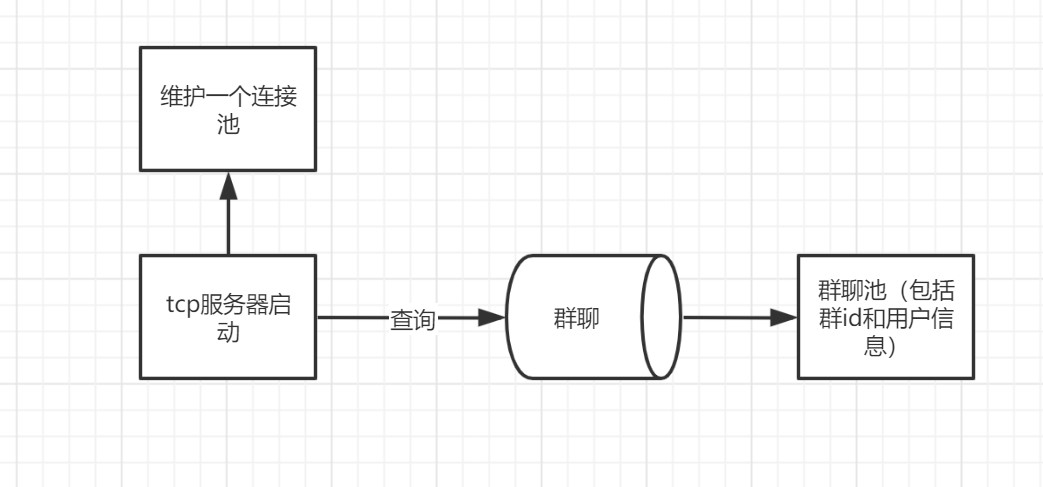 维护一个连接
池
tcp服务器启
动
查询
群聊
群聊池（包括
群id和用户信
息）